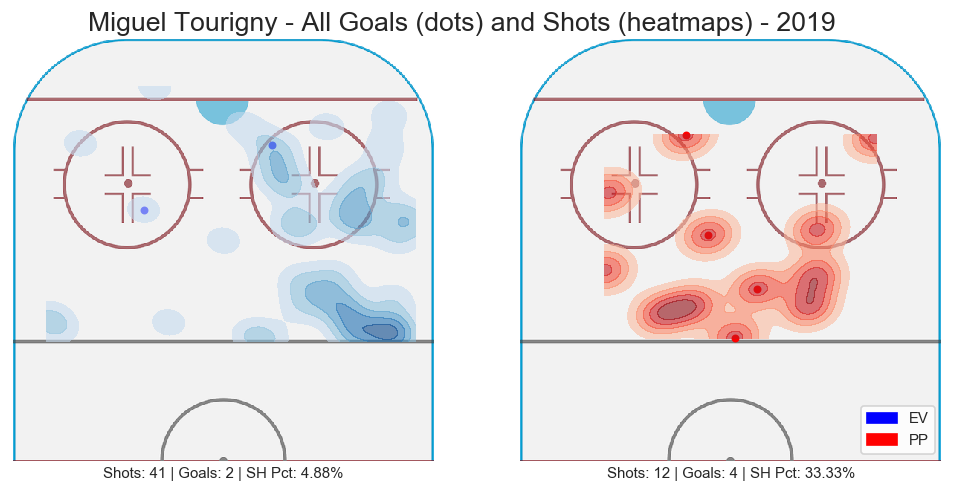 Miguel Tourigny - All Goals (dots) and Shots (heatmaps) - 2019
EV
PP
Shots: 41 | Goals: 2 | SH Pct: 4.88%
Shots: 12 | Goals: 4 | SH Pct: 33.33%